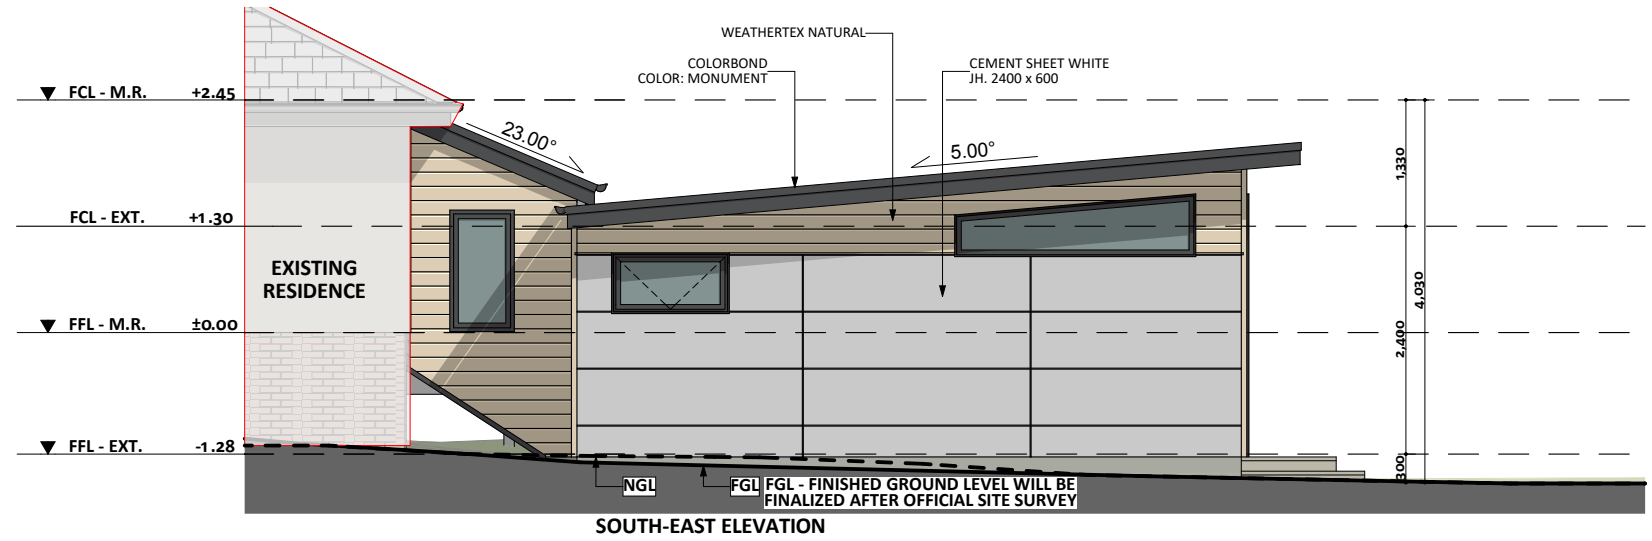 WEATHERTEX NATURAL
COLORBOND
COLOR: MONUMENT
CEMENT SHEET WHITE
JH. 2400 x 600
FCL - M.R. +2.45
23.00°
5.00°
1,330
FCL - EXT. +1.30
EXISTING
RESIDENCE
4,030
FFL - M.R. ±0.00
2,400
FFL - EXT. -1.28
300
NGL
FGL
FGL - FINISHED GROUND LEVEL WILL BE
FINALIZED AFTER OFFICIAL SITE SURVEY
SOUTH-EAST ELEVATION